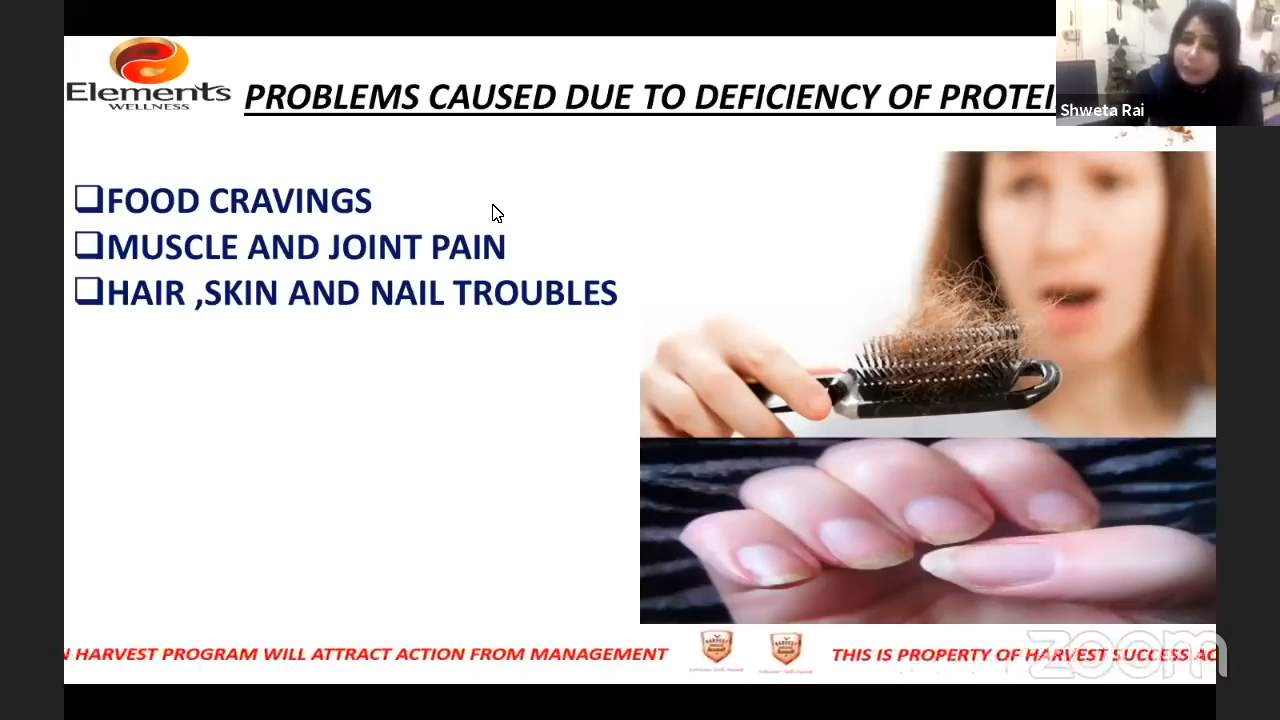 Elements
WELLNESS
PROBLEMS CAUSED DUE TO DEFICIENCY OF PROTEI
Shweta Rai
❑FOOD CRAVINGS
❑MUSCLE AND JOINT PAIN
❑HAIR ,SKIN AND NAIL TROUBLES
HARVEST PROGRAM WILL ATTRACT ACTION FROM MANAGEMENT
HARVEST
THIS IS PROPERTY OF HARVEST SUCCESS AC
zoom